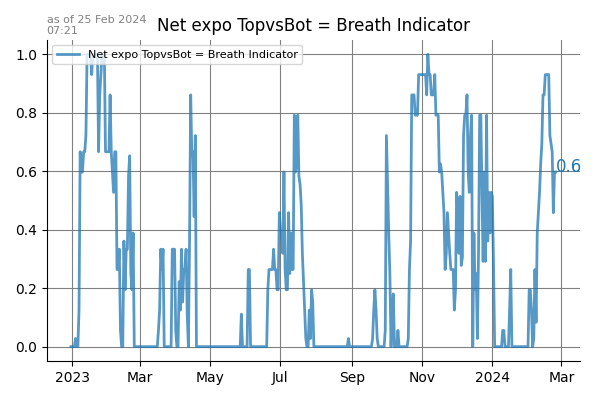 as of 25 Feb 2024
07:21
Net expo TopvsBot = Breath Indicator
Net expo TopvsBot = Breath Indicator
1.0
0.8
0.6
0.4
0.2
0.0
0.6
2023 Mar May Jul Sep Nov 2024 Mar